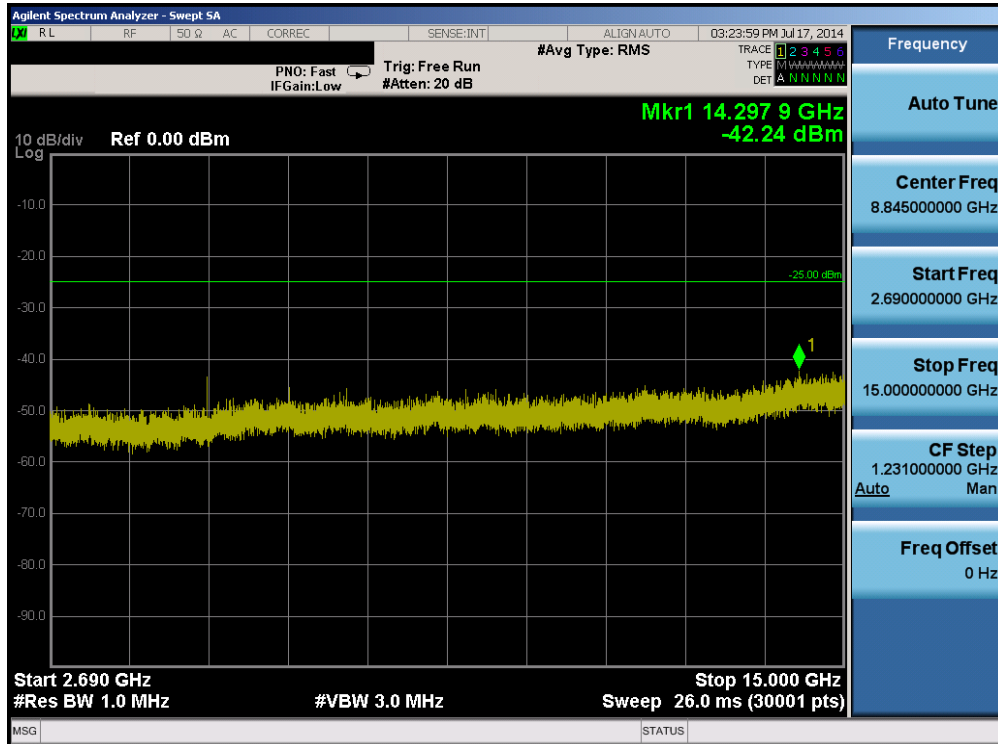 Agilent Spectrum Analyzer - Swept SA
LXI RL RF 50 Ω AC CORREC SENSE:INT ALIGN AUTO 03:23:59 PM Jul 17, 2014
#Avg Type: RMS
TRACE 1 2 3 4 5 6
PNO: Fast Trig: Free Run TYPE M WWWWW
IFGain:Low #Atten: 20 dB DET A N N N N N
Mkr1 14.297 9 GHz
10 dB/div Ref 0.00 dBm -42.24 dBm
Log
-10.0
-20.0
-25.00 dBm
-30.0
1
-40.0
-50.0
-60.0
-70.0
-80.0
-90.0
Start 2.690 GHz Stop 15.000 GHz
#Res BW 1.0 MHz #VBW 3.0 MHz Sweep 26.0 ms (30001 pts)
MSG STATUS
Frequency
Auto Tune
Center Freq
8.845000000 GHz
Start Freq
2.690000000 GHz
Stop Freq
15.000000000 GHz
CF Step
1.231000000 GHz
Auto Man
Freq Offset
0 Hz